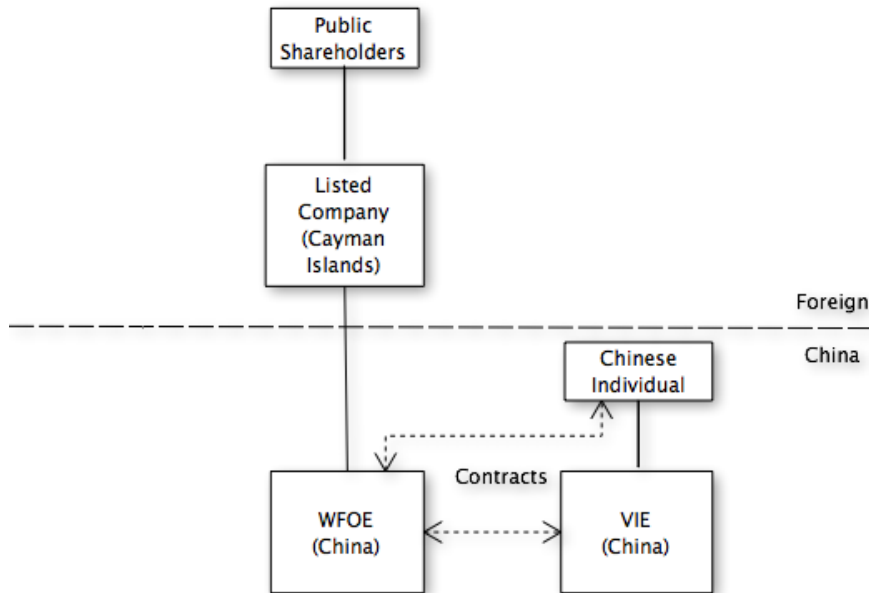 Public
Shareholders
Listed
Company
(Cayman
Islands)
Foreign
China
Chinese
Individual
Contracts
WFOE
(China)
VIE
(China)